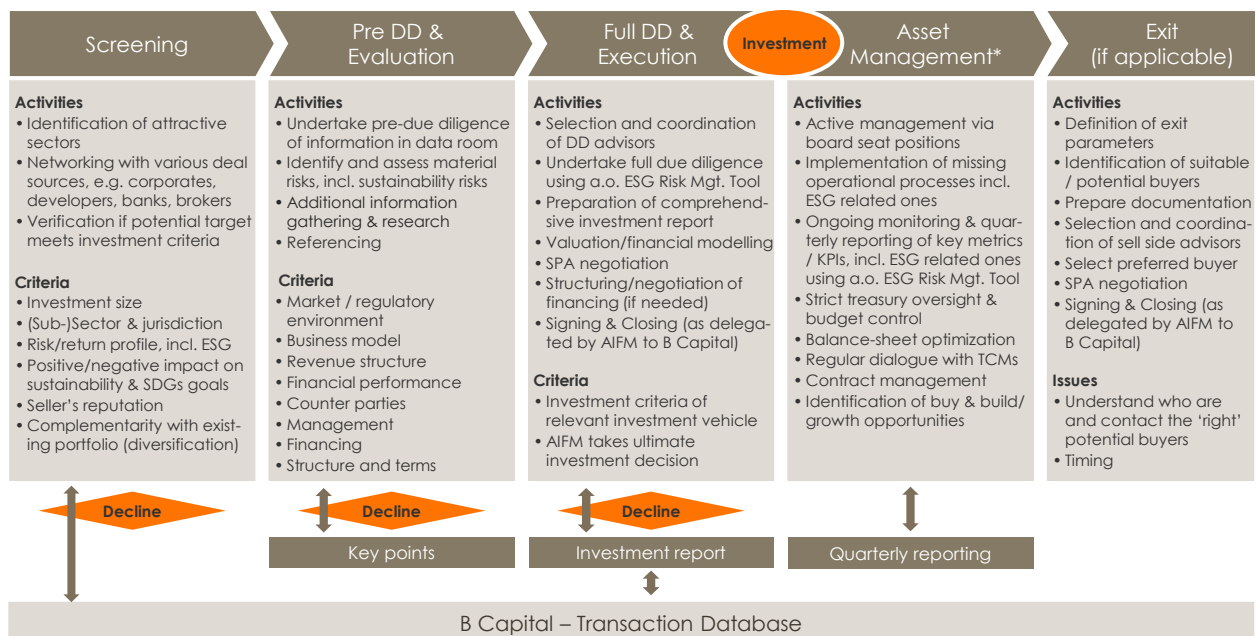 Screening
Pre DD &
Evaluation
Full DD &
Execution
Investment
Asset
Management*
Exit
(if applicable)
Activities
• Identification of attractive
sectors
• Networking with various deal
sources, e.g. corporates,
developers, banks, brokers
• Verification if potential target
meets investment criteria
Criteria
• Investment size
• (Sub-)Sector & jurisdiction
• Risk/return profile, incl. ESG
• Positive/negative impact on
sustainability & SDGs goals
• Seller's reputation
• Complementarity with exist-
ing portfolio (diversification)
Activities
• Undertake pre-due diligence
of information in data room
• Identify and assess material
risks, incl. sustainability risks
• Additional information
gathering & research
• Referencing
Criteria
• Market / regulatory
environment
• Business model
• Revenue structure
• Financial performance
• Counter parties
• Management
• Financing
• Structure and terms
Activities
• Selection and coordination
of DD advisors
• Undertake full due diligence
using a.o. ESG Risk Mgt. Tool
• Preparation of comprehen-
sive investment report
• Valuation/financial modelling
• SPA negotiation
• Structuring/negotiation of
financing (if needed)
• Signing & Closing (as delega-
ted by AIFM to B Capital)
Criteria
• Investment criteria of
relevant investment vehicle
• AIFM takes ultimate
investment decision
Activities
• Active management via
board seat positions
• Implementation of missing
operational processes incl.
ESG related ones
• Ongoing monitoring & quar-
terly reporting of key metrics
/ KPIs, incl. ESG related ones
using a.o. ESG Risk Mgt. Tool
• Strict treasury oversight &
budget control
• Balance-sheet optimization
• Regular dialogue with TCMs
• Contract management
• Identification of buy & build/
growth opportunities
Activities
• Definition of exit
parameters
• Identification of suitable
/ potential buyers
• Prepare documentation
• Selection and coordina-
tion of sell side advisors
• Select preferred buyer
• SPA negotiation
• Signing & Closing (as
delegated by AIFM to
B Capital)
Issues
• Understand who are
and contact the 'right'
potential buyers
• Timing
Decline
Decline
Decline
Key points
Investment report
Quarterly reporting
B Capital – Transaction Database